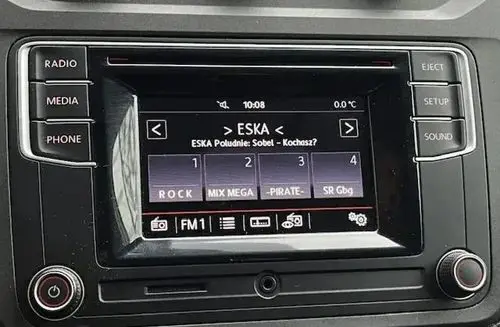 RADIO
MEDIA
PHONE
EJECT
SETUP
SOUND
10:08 0.0 °C
< > ESKA < >
ESKA Południe: Sobel - Kochasz?
1 2 3 4
ROCK MIX MEGA -PIRATE- SR Gbg
FM1